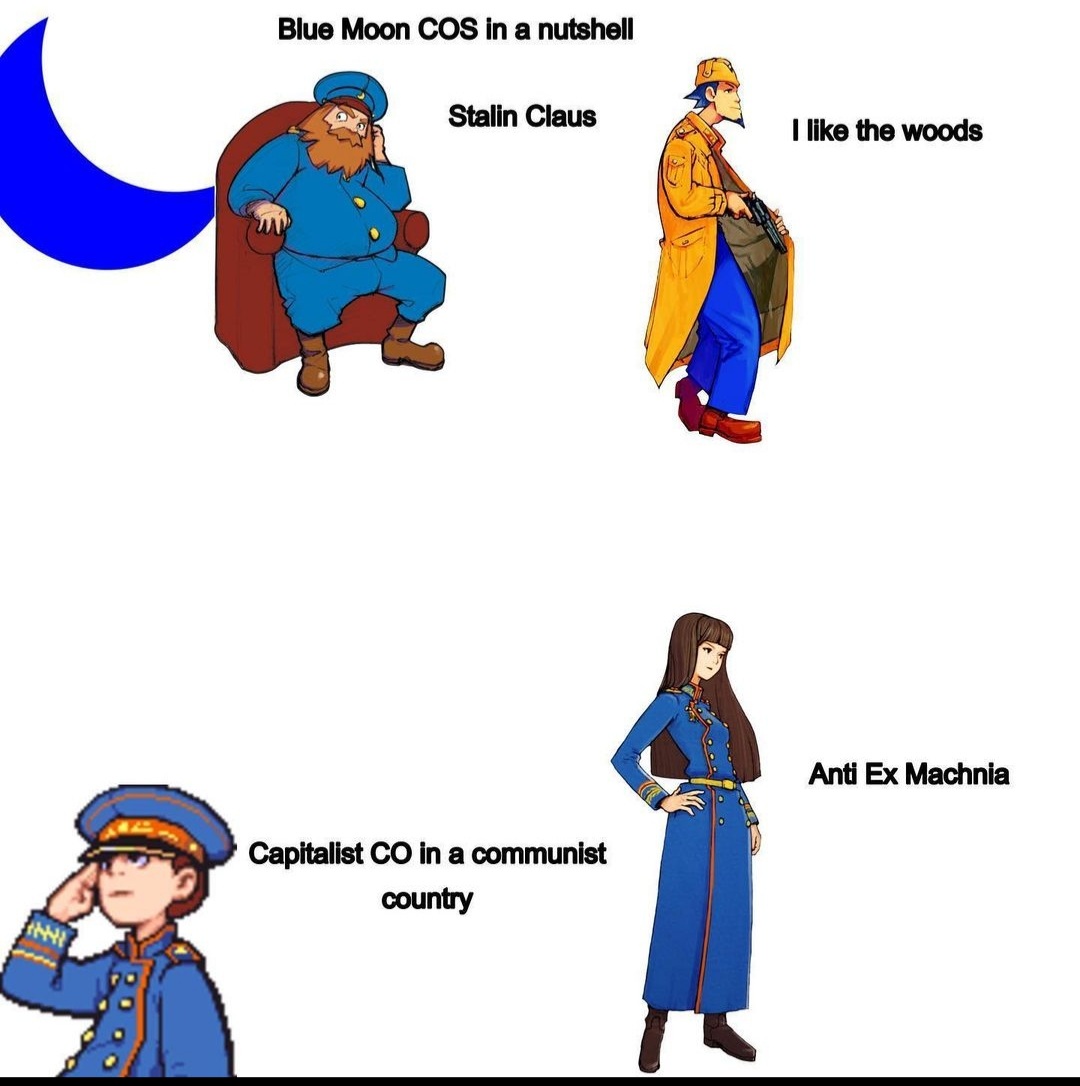 Blue Moon COS in a nutshell
Stalin Claus
I like the woods
Anti Ex Machnia
Capitalist CO in a communist
country